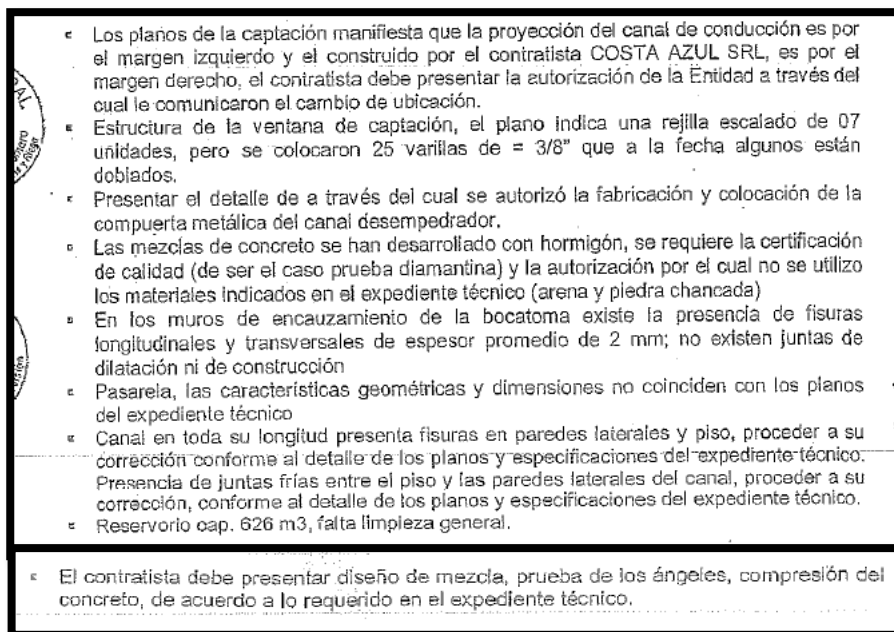 Los planos de la captación manifiesta que la proyección del canal de conducción es por
el margen izquierdo y el construido por el contratista COSTA AZUL SRL, es por el
margen derecho, el contratista debe presentar la autorización de la Entidad a través del
cual le comunicaron el cambio de ubicación.
Estructura de la ventana de captación, el plano indica una rejilla escalado de 07
unidades, pero se colocaron 25 varillas de = 3/8" que a la fecha algunos están
doblados.
Presentar el detalle de a través del cual se autorizó la fabricación y colocación de la
compuerta metálica del canal desempedrador.
Las mezclas de concreto se han desarrollado con hormigón, se requiere la certificación
de calidad (de ser el caso prueba diamantina) y la autorización por el cual no se utilizo
los materiales indicados en el expediente técnico (arena y piedra chancada)
En los muros de encauzamiento de la bocatoma existe la presencia de fisuras
longitudinales y transversales de espesor promedio de 2 mm; no existen juntas de
dilatación ni de construcción
Pasarela, las características geométricas y dimensiones no coinciden con los planos
del expediente técnico
Canal en toda su longitud presenta fisuras en paredes laterales y piso, proceder a su
corrección conforme al detalle de los planos y especificaciones del expediente técnico.
Presencia de juntas frías entre el piso y las paredes laterales del canal, proceder a su
corrección, conforme al detalle de los planos y especificaciones del expediente técnico.
Reservorio cap. 626 m3, falta limpieza general.
El contratista debe presentar diseño de mezcla, prueba de los ángeles, compresión del
concreto, de acuerdo a lo requerido en el expediente técnico.